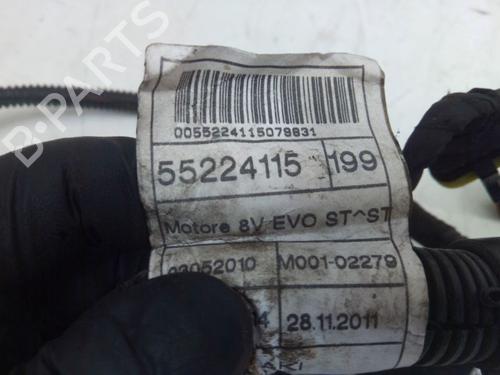 B-PARTS
0055224115079831
55224115 199
Motore 8V EVO ST^ST
03052010 M001-02279
28.11.2011